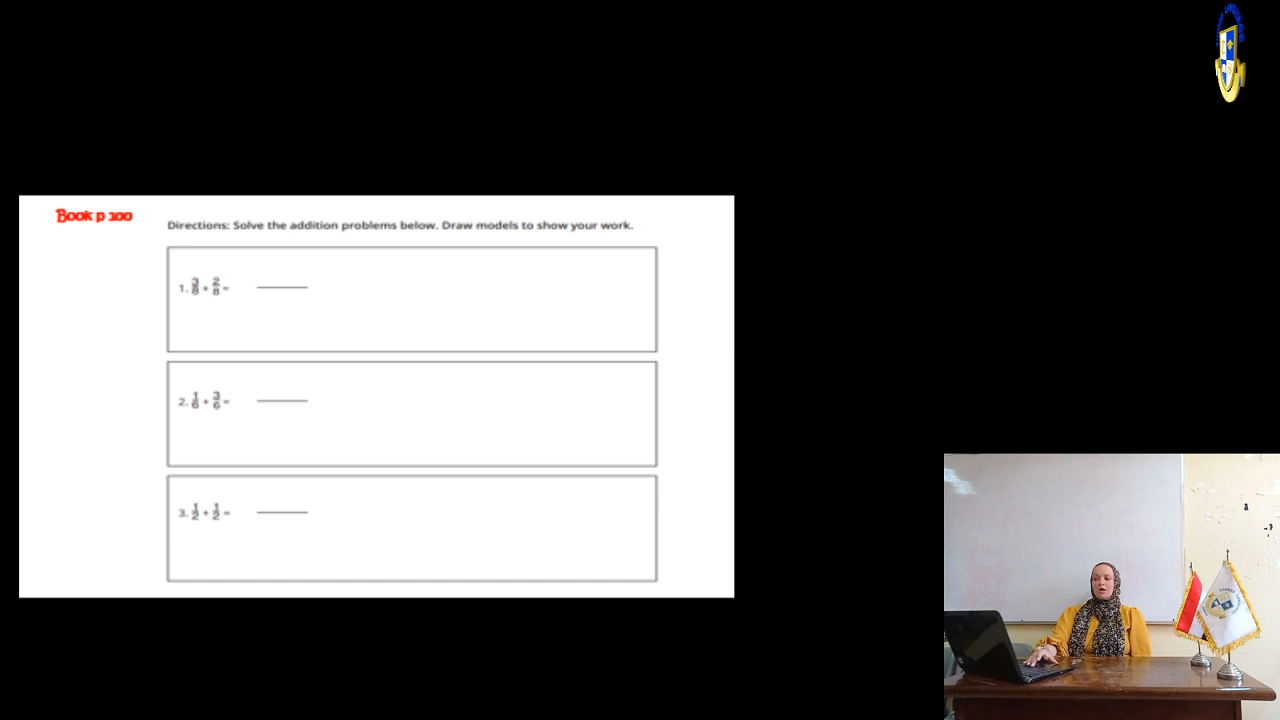 Book p 100
Directions: Solve the addition problems below. Draw models to show your work.
1. 3/8 + 2/8 =
2. 1/6 + 3/6 =
3. 1/2 + 1/2 =